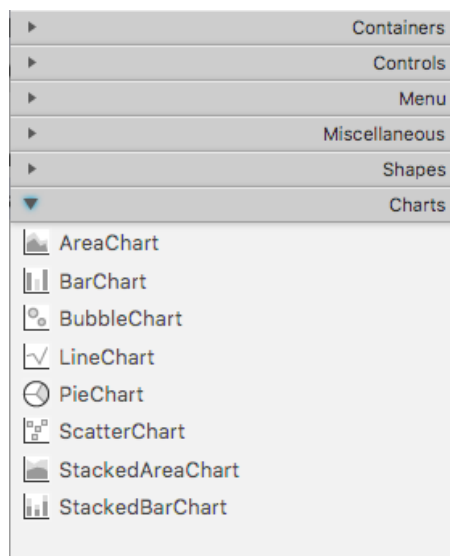 Containers
Controls
Menu
Miscellaneous
Shapes
Charts
AreaChart
BarChart
BubbleChart
LineChart
PieChart
ScatterChart
StackedAreaChart
StackedBarChart